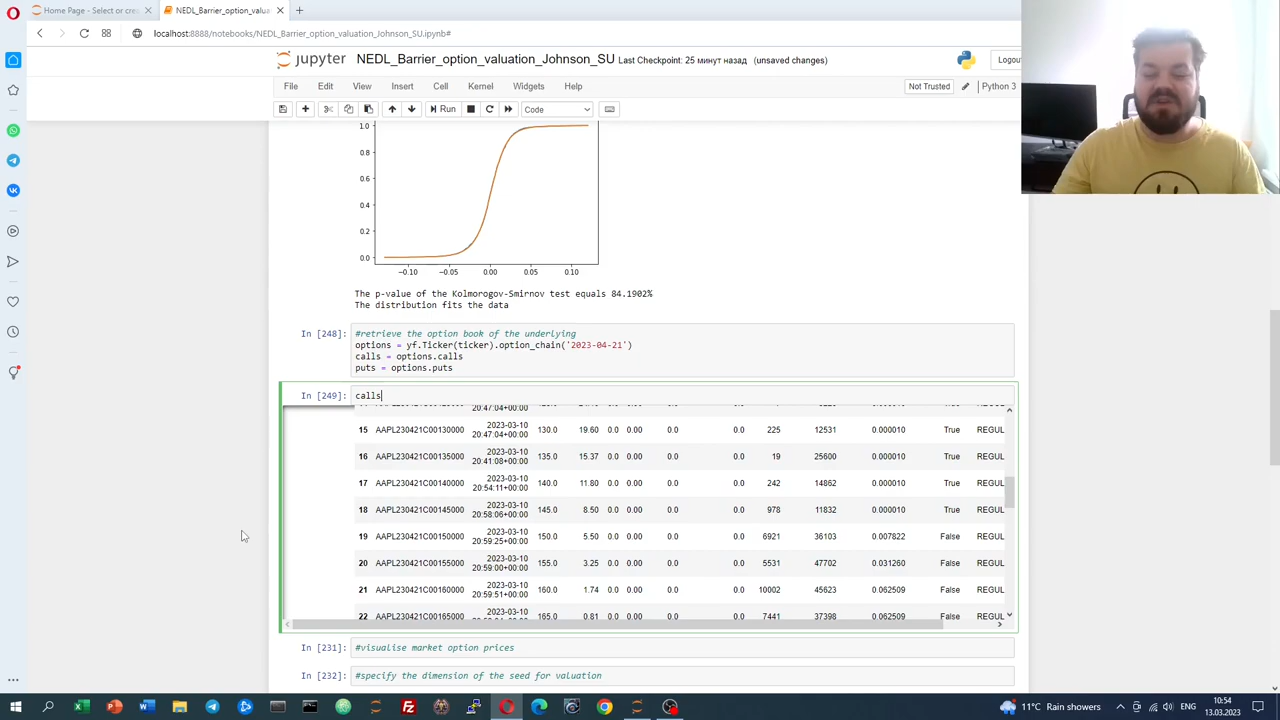 Home Page - Select or crea
NEDL_Barrier_option_valua
localhost:8888/notebooks/NEDL_Barrier_option_valuation_Johnson_SU.ipynb#
jupyter NEDL_Barrier_option_valuation_Johnson_SU Last Checkpoint: 25 минут назад (unsaved changes) Logou
File Edit View Insert Cell Kernel Widgets Help Not Trusted Python 3
Run Code
1.0
0.8
0.6
0.4
0.2
0.0
−0.10 −0.05 0.00 0.05 0.10
The p-value of the Kolmorogov-Smirnov test equals 84.1902%
The distribution fits the data
In [248]: #retrieve the option book of the underlying
options = yf.Ticker(ticker).option_chain('2023-04-21')
calls = options.calls
puts = options.puts
In [249]: calls
20:47:04+00:00
15 AAPL230421C00130000 2023-03-10 20:47:04+00:00 130.0 19.60 0.0 0.00 0.0 0.0 225 12531 0.000010 True REGUL
16 AAPL230421C00135000 2023-03-10 20:41:08+00:00 135.0 15.37 0.0 0.00 0.0 0.0 19 25600 0.000010 True REGUL
17 AAPL230421C00140000 2023-03-10 20:54:11+00:00 140.0 11.80 0.0 0.00 0.0 0.0 242 14862 0.000010 True REGUL
18 AAPL230421C00145000 2023-03-10 20:58:06+00:00 145.0 8.50 0.0 0.00 0.0 0.0 978 11832 0.000010 True REGUL
19 AAPL230421C00150000 2023-03-10 20:59:25+00:00 150.0 5.50 0.0 0.00 0.0 0.0 6921 36103 0.007822 False REGUL
20 AAPL230421C00155000 2023-03-10 20:59:00+00:00 155.0 3.25 0.0 0.00 0.0 0.0 5531 47702 0.031260 False REGUL
21 AAPL230421C00160000 2023-03-10 20:59:51+00:00 160.0 1.74 0.0 0.00 0.0 0.0 10002 45623 0.062509 False REGUL
22 AAPL230421C00165000 2023-03-10 165.0 0.81 0.0 0.00 0.0 0.0 7441 37398 0.062509 False REGUL
In [231]: #visualise market option prices
In [232]: #specify the dimension of the seed for valuation
11°C Rain showers ENG 10:54
13.03.2023